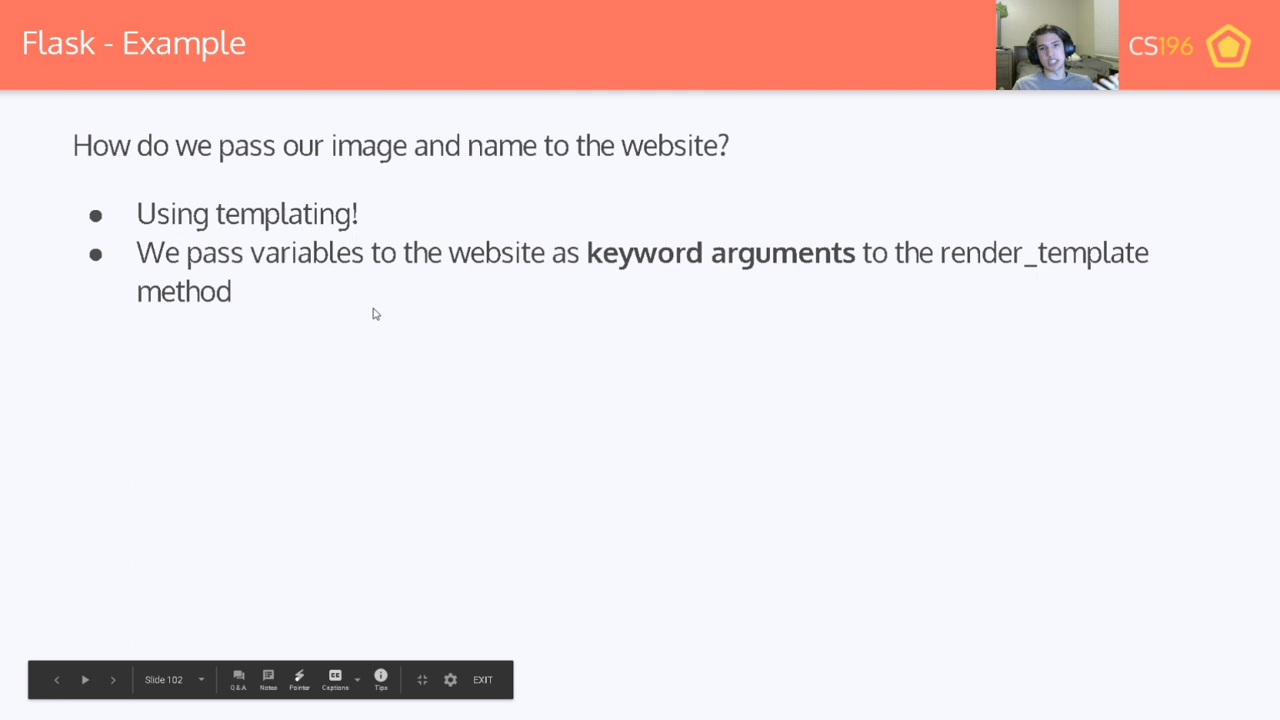 Flask - Example
CS196
How do we pass our image and name to the website?
● Using templating!
● We pass variables to the website as keyword arguments to the render_template
method
Slide 102
Q&A
Notes
Pointer
Captions
Tips
EXIT